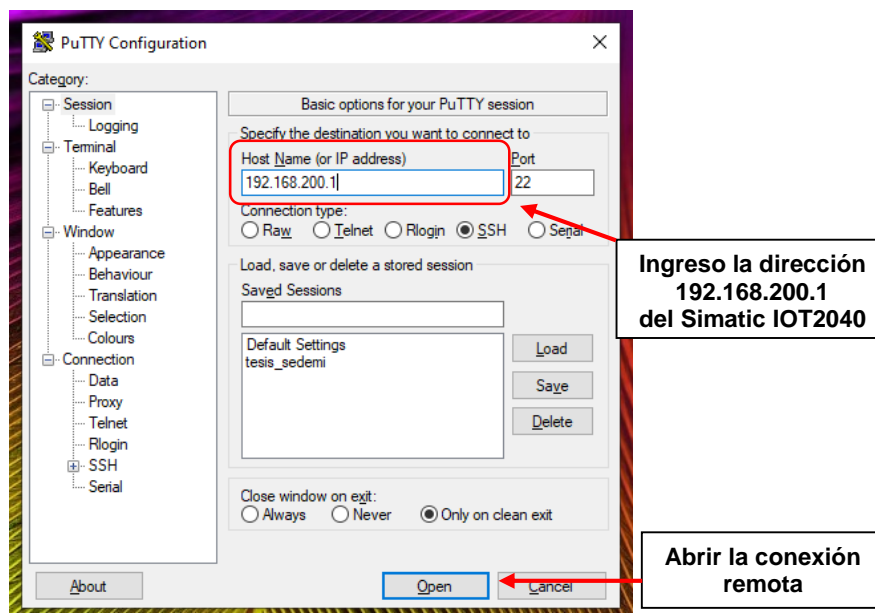 PuTTY Configuration
Category:
Session
Logging
Terminal
Keyboard
Bell
Features
Window
Appearance
Behaviour
Translation
Selection
Colours
Connection
Data
Proxy
Telnet
Rlogin
SSH
Serial
Basic options for your PuTTY session
Specify the destination you want to connect to
Host Name (or IP address) Port
192.168.200.1 22
Connection type:
Raw Telnet Rlogin SSH Serial
Load, save or delete a stored session
Saved Sessions
Default Settings
tesis_sedemi
Load
Save
Delete
Close window on exit:
Always Never Only on clean exit
About Open Cancel
Ingreso la dirección
192.168.200.1
del Simatic IOT2040
Abrir la conexión
remota